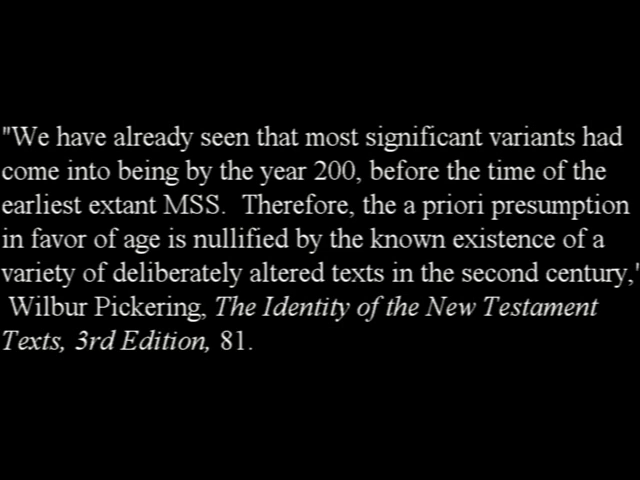 "We have already seen that most significant variants had
come into being by the year 200, before the time of the
earliest extant MSS.  Therefore, the a priori presumption
in favor of age is nullified by the known existence of a
variety of deliberately altered texts in the second century,"
Wilbur Pickering, The Identity of the New Testament
Texts, 3rd Edition, 81.